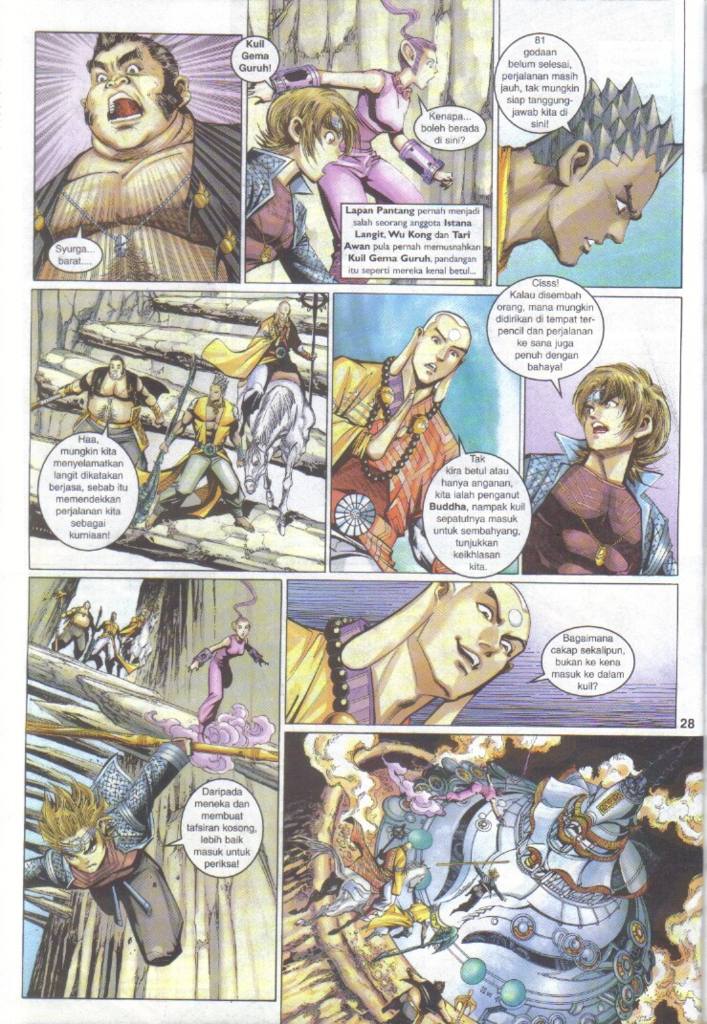 Syurga...
barat....
Kuil
Gema
Guruh!
Kenapa...
boleh berada
di sini?
Lapan Pantang pernah menjadi
salah seorang anggota Istana
Langit, Wu Kong dan Tari
Awan pula pernah memusnahkan
Kuil Gema Guruh, pandangan
itu seperti mereka kenal betul...
81
godaan
belum selesai,
perjalanan masih
jauh, tak mungkin
siap tanggung-
jawab kita di
sini!
Haa,
mungkin kita
menyelamatkan
langit dikatakan
berjasa, sebab itu
memendekkan
perjalanan kita
sebagai
kurniaan!
Tak
kira betul atau
hanya anganan,
kita ialah penganut
Buddha, nampak kuil
sepatutnya masuk
untuk sembahyang,
tunjukkan
keikhlasan
kita.
Cisss!
Kalau disembah
orang, mana mungkin
didirikan di tempat ter-
pencil dan perjalanan
ke sana juga
penuh dengan
bahaya!
Daripada
meneka dan
membuat
tafsiran kosong,
lebih baik
masuk untuk
periksa!
Bagaimana
cakap sekalipun,
bukan ke kena
masuk ke dalam
kuil?
28